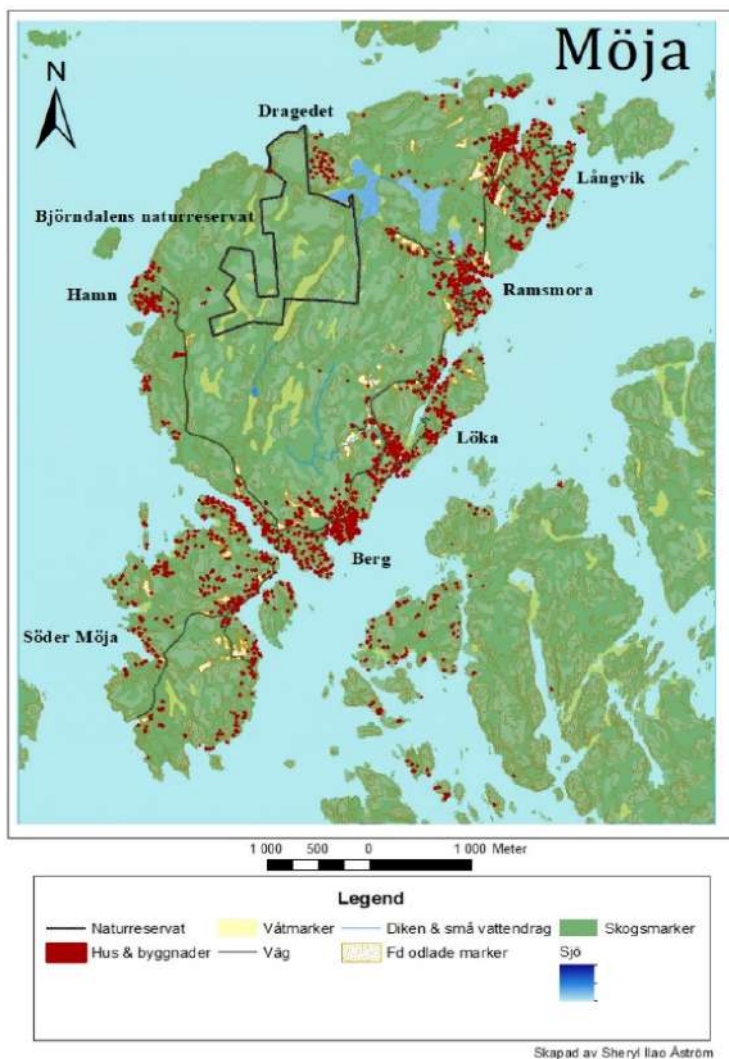 Möja
N
Dragedet
Långvik
Björndalens naturreservat
Hamn
Ramsmora
Löka
Berg
Söder Möja
1 000 500 0 1 000 Meter
Legend
Naturreservat Våtmarker Diken & små vattendrag Skogsmarker
Hus & byggnader Väg Fd odlade marker Sjö
Skapad av Sheryl Ilao Åström